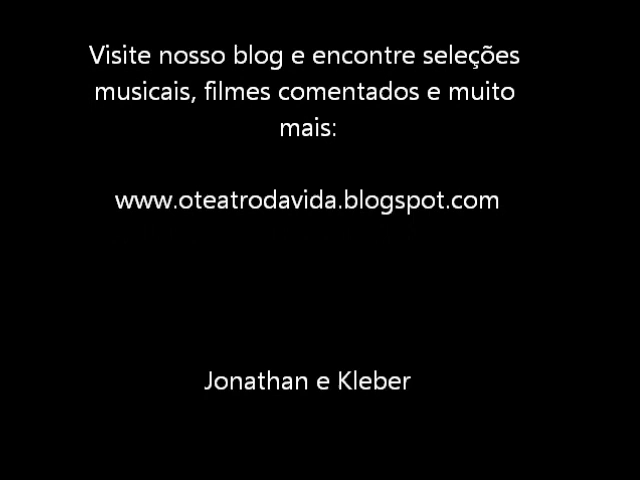 Visite nosso blog e encontre seleções
musicais, filmes comentados e muito
mais:
www.oteatrodavida.blogspot.com
Jonathan e Kleber